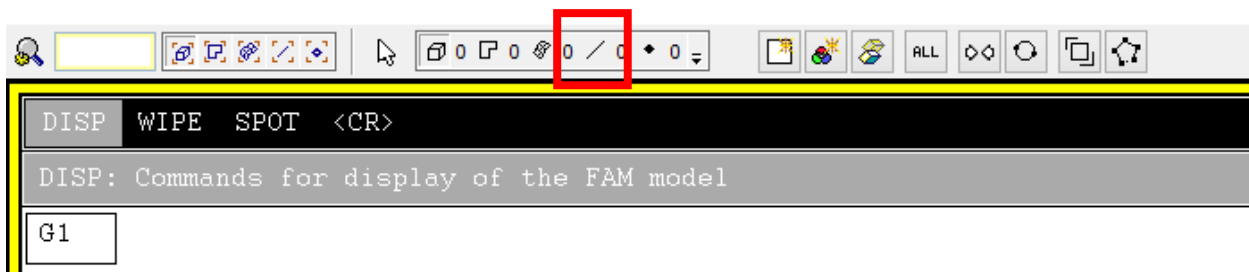 0 0 0 0 0 ALL
DISP WIPE SPOT <CR>
DISP: Commands for display of the FAM model
G1